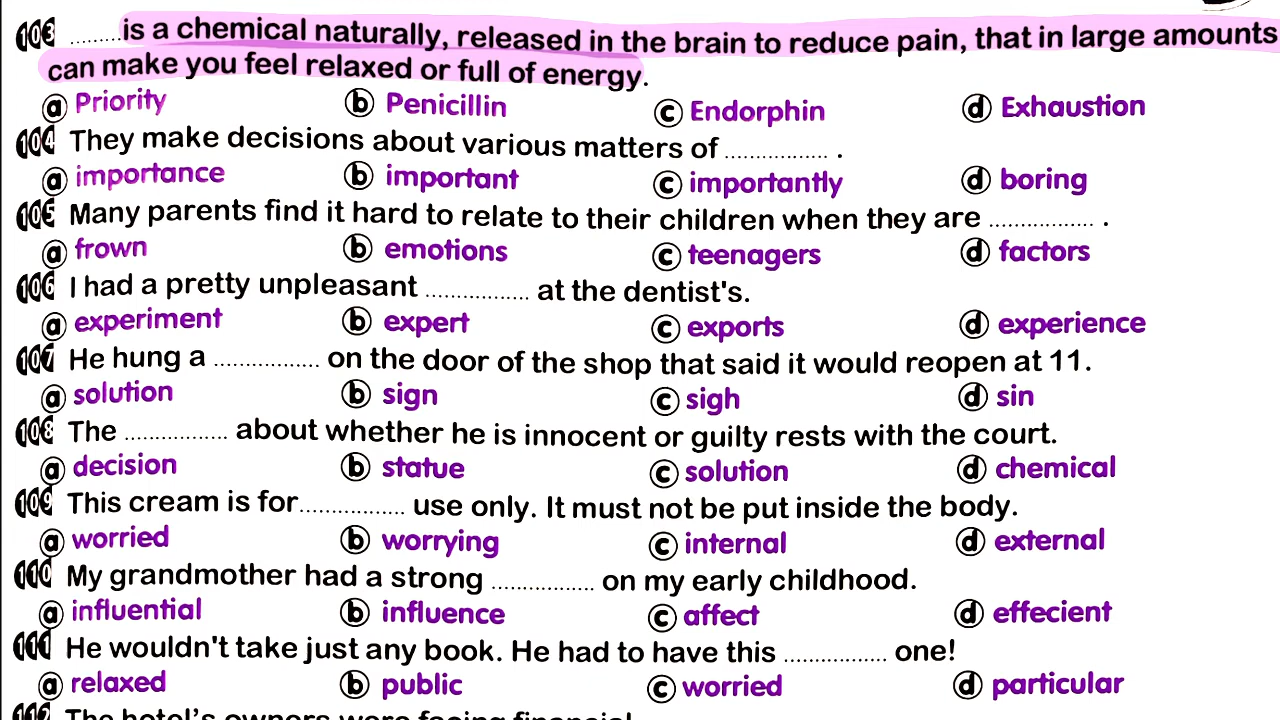 103 .........is a chemical naturally, released in the brain to reduce pain, that in large amounts
can make you feel relaxed or full of energy.
a Priority b Penicillin c Endorphin d Exhaustion
104 They make decisions about various matters of ................. .
a importance b important c importantly d boring
105 Many parents find it hard to relate to their children when they are ................. .
a frown b emotions c teenagers d factors
106 I had a pretty unpleasant ................. at the dentist's.
a experiment b expert c exports d experience
107 He hung a ................. on the door of the shop that said it would reopen at 11.
a solution b sign c sigh d sin
108 The ................. about whether he is innocent or guilty rests with the court.
a decision b statue c solution d chemical
109 This cream is for................. use only. It must not be put inside the body.
a worried b worrying c internal d external
110 My grandmother had a strong ................. on my early childhood.
a influential b influence c affect d effecient
111 He wouldn't take just any book. He had to have this ................. one!
a relaxed b public c worried d particular
112 The hotel's owners were facing financial